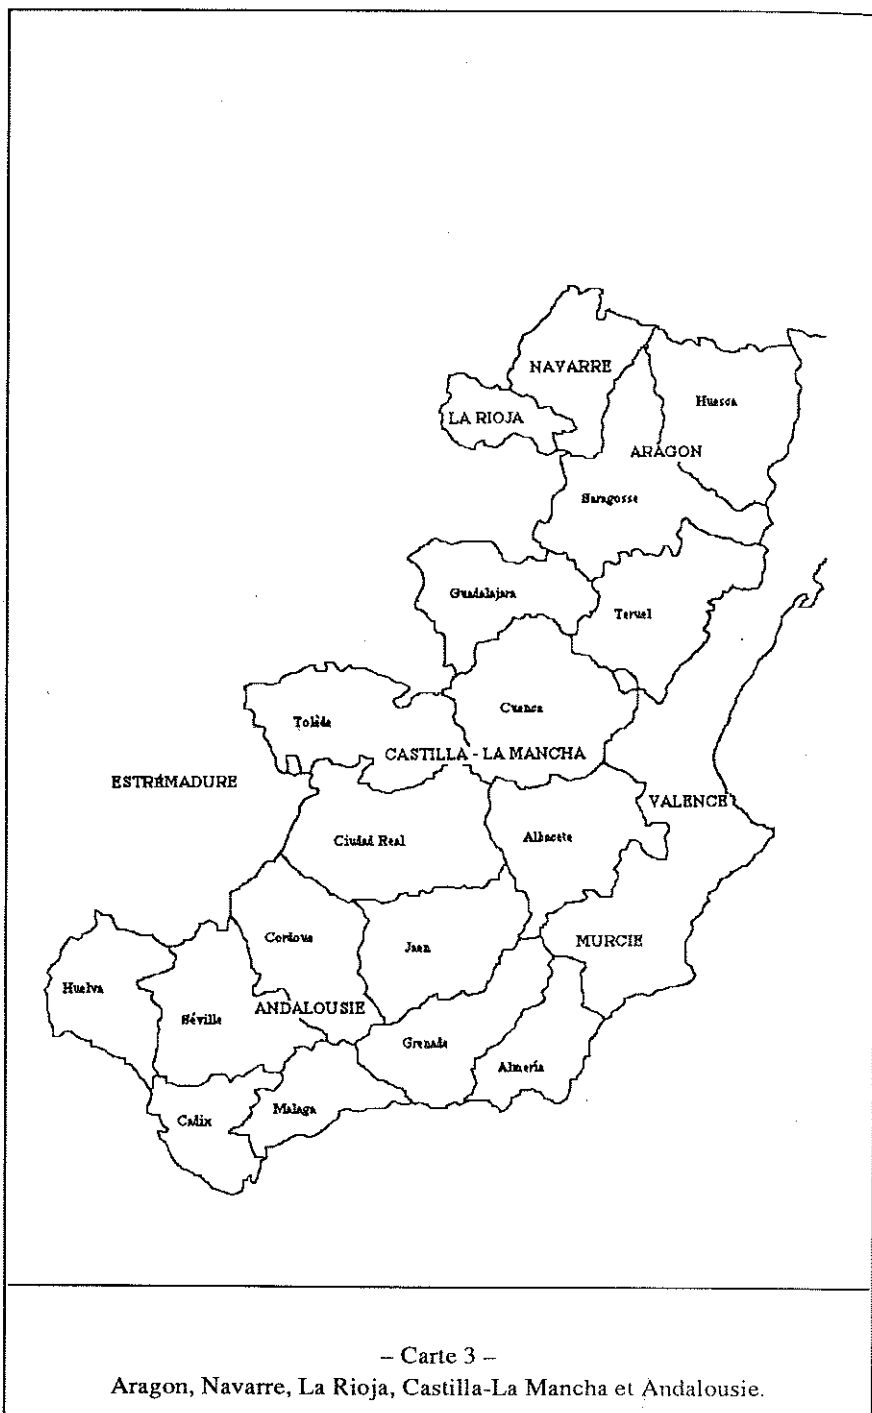 NAVARRE
Huesca
LA RIOJA
ARAGON
Saragosse
Guadalajara
Teruel
Cuenca
Tolède
CASTILLA - LA MANCHA
ESTRÉMADURE
VALENCE
Ciudad Real
Albacete
Cordoue
Jaen
MURCIE
Huelva
Séville
ANDALOUSIE
Grenade
Almería
Cadix
Malaga
– Carte 3 –
Aragon, Navarre, La Rioja, Castilla-La Mancha et Andalousie.